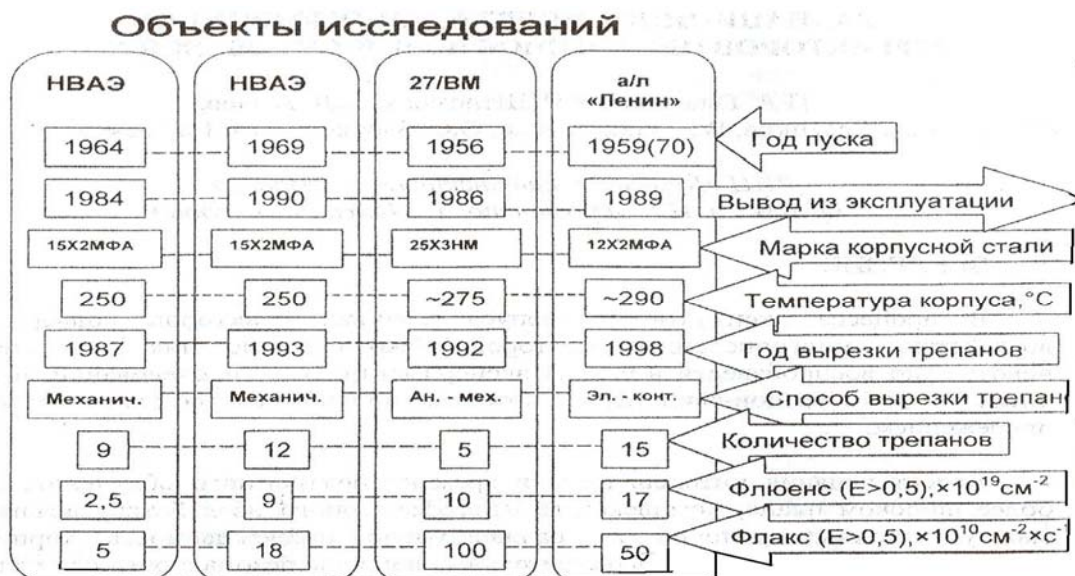 Объекты исследований
НВАЭ НВАЭ 27/ВМ а/л
«Ленин»
1964 1969 1956 1959(70) Год пуска
1984 1990 1986 1989 Вывод из эксплуатации
15Х2МФА 15Х2МФА 25Х3НМ 12Х2МФА Марка корпусной стали
250 250 ~275 ~290 Температура корпуса,°С
1987 1993 1992 1998 Год вырезки трепанов
Механич. Механич. Ан. - мех. Эл. - конт. Способ вырезки трепан
9 12 5 15 Количество трепанов
2,5 9 10 17 Флюенс (E>0,5),×10¹⁹см⁻²
5 18 100 50 Флакс (E>0,5),×10¹⁰см⁻²×с⁻